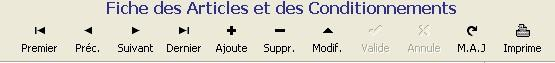 Fiche des Articles et des Conditionnements
Premier Préc. Suivant Dernier Ajoute Suppr. Modif. Valide Annule M.A.J Imprime